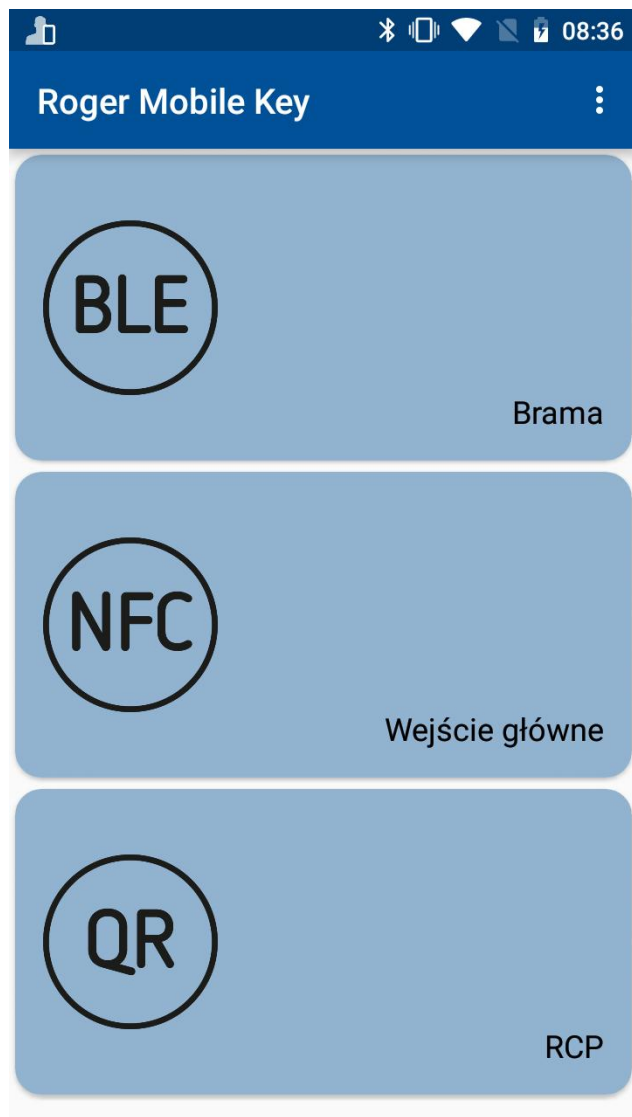 08:36
Roger Mobile Key
BLE
Brama
NFC
Wejście główne
QR
RCP